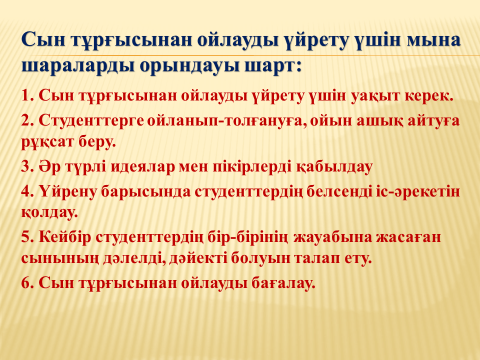 Сын тұрғысынан ойлауды үйрету үшін мына
шараларды орындауы шарт:
1. Сын тұрғысынан ойлауды үйрету үшін уақыт керек.
2. Студенттерге ойланып-толғануға, ойын ашық айтуға
рұқсат беру.
3. Әр түрлі идеялар мен пікірлерді қабылдау
4. Үйрену барысында студенттердің белсенді іс-әрекетін
қолдау.
5. Кейбір студенттердің бір-бірінің жауабына жасаған
сынының дәлелді, дәйекті болуын талап ету.
6. Сын тұрғысынан ойлауды бағалау.